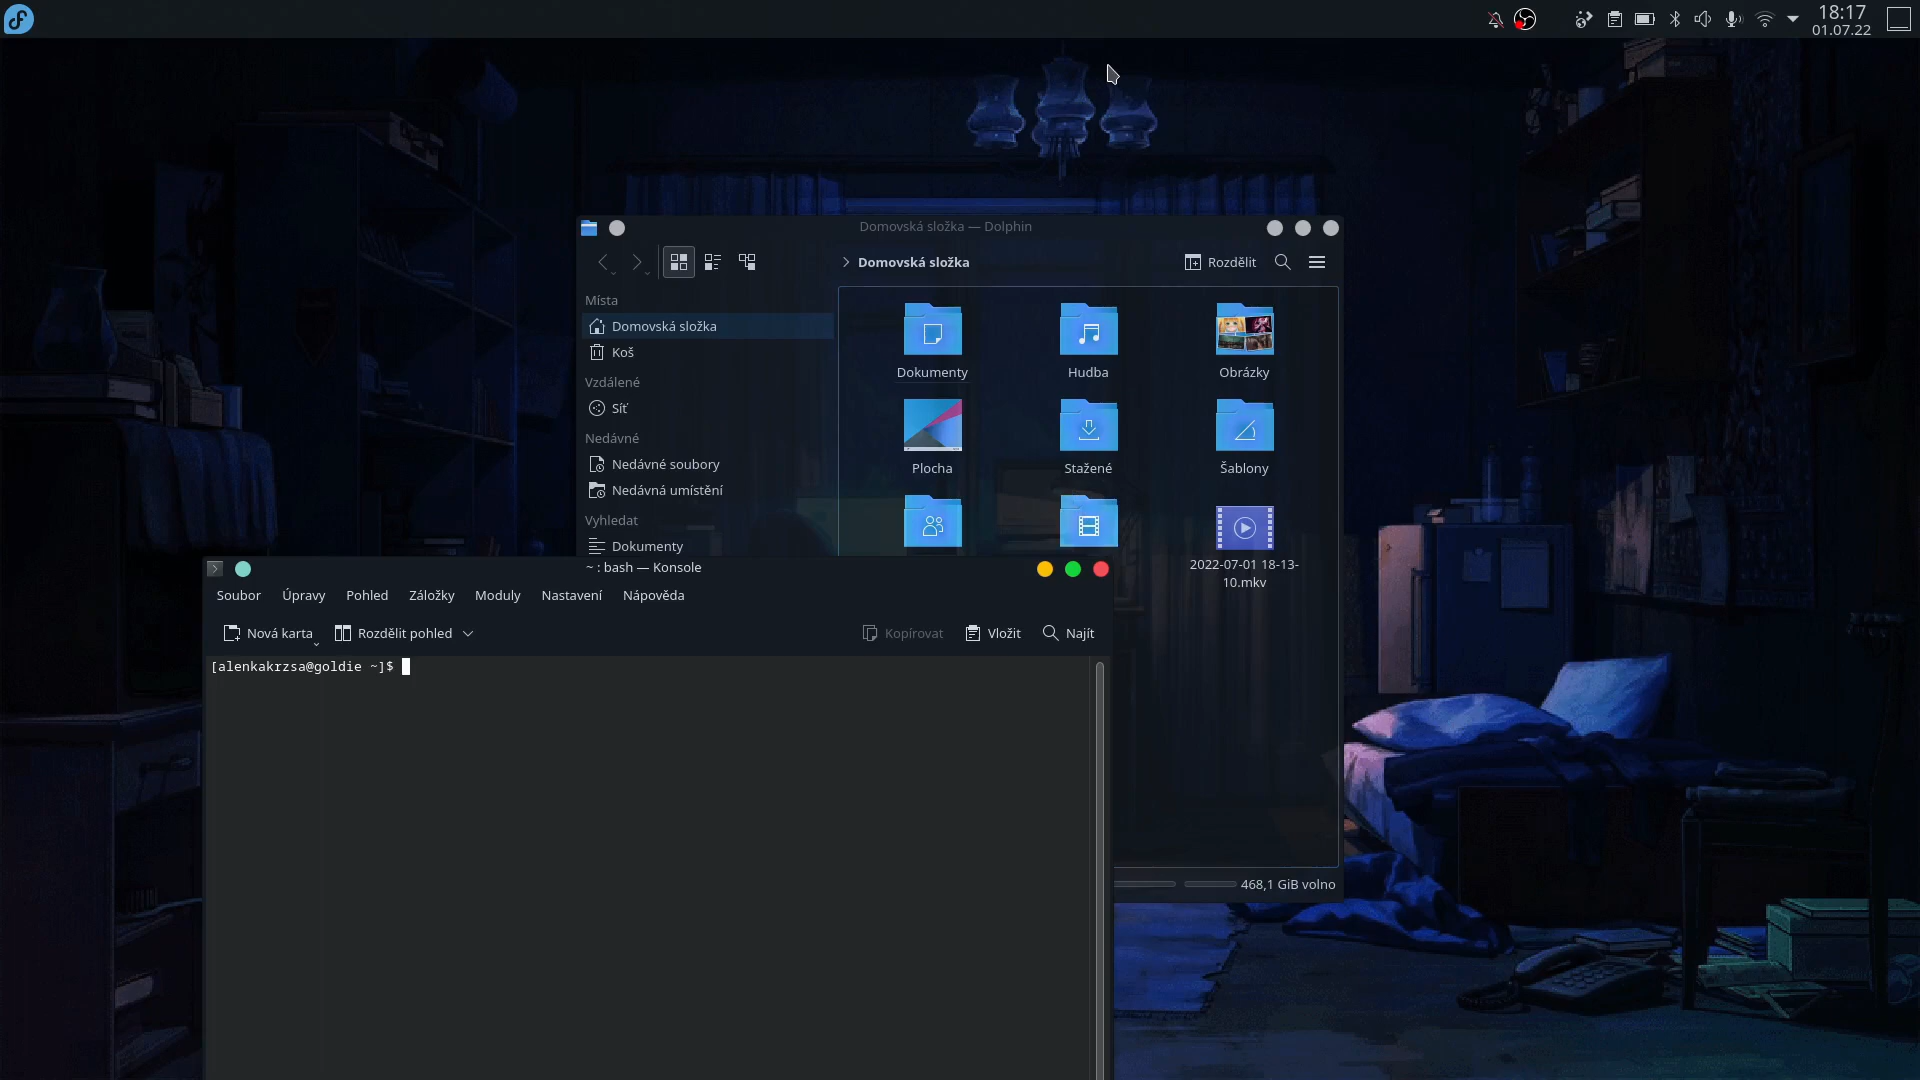 18:17
01.07.22
Domovská složka — Dolphin
Domovská složka
Rozdělit
Místa
Domovská složka
Koš
Vzdálené
Síť
Nedávné
Nedávné soubory
Nedávná umístění
Vyhledat
Dokumenty
Dokumenty
Hudba
Obrázky
Plocha
Stažené
Šablony
2022-07-01 18-13-
10.mkv
468,1 GiB volno
~ : bash — Konsole
Soubor Úpravy Pohled Záložky Moduly Nastavení Nápověda
Nová karta Rozdělit pohled Kopírovat Vložit Najít
[alenkakrzsa@goldie ~]$